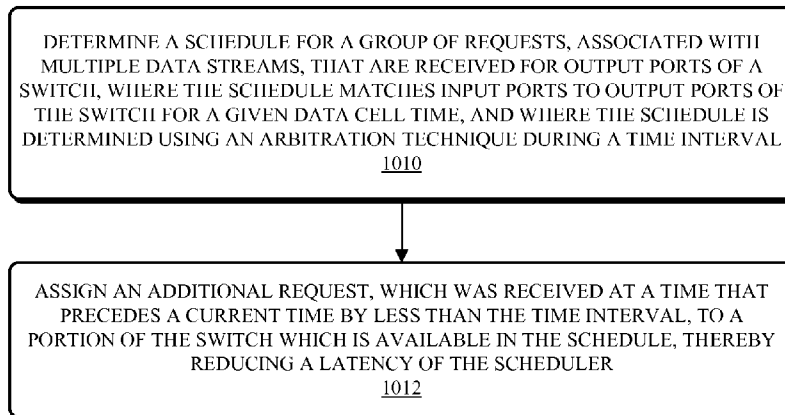 DETERMINE A SCHEDULE FOR A GROUP OF REQUESTS, ASSOCIATED WITH
MULTIPLE DATA STREAMS, THAT ARE RECEIVED FOR OUTPUT PORTS OF A
SWITCH, WHERE THE SCHEDULE MATCHES INPUT PORTS TO OUTPUT PORTS OF
THE SWITCH FOR A GIVEN DATA CELL TIME, AND WHERE THE SCHEDULE IS
DETERMINED USING AN ARBITRATION TECHNIQUE DURING A TIME INTERVAL
1010
ASSIGN AN ADDITIONAL REQUEST, WHICH WAS RECEIVED AT A TIME THAT
PRECEDES A CURRENT TIME BY LESS THAN THE TIME INTERVAL, TO A
PORTION OF THE SWITCH WHICH IS AVAILABLE IN THE SCHEDULE, THEREBY
REDUCING A LATENCY OF THE SCHEDULER
1012